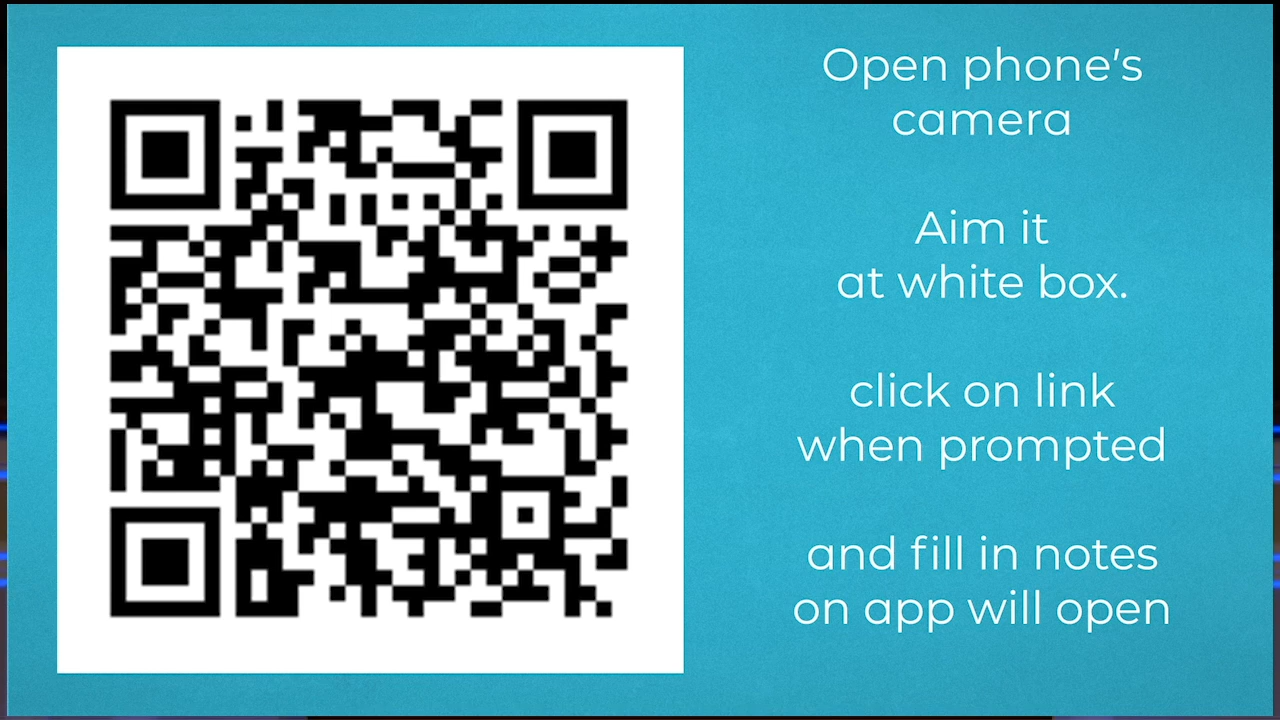 Open phone's
camera
Aim it
at white box.
click on link
when prompted
and fill in notes
on app will open